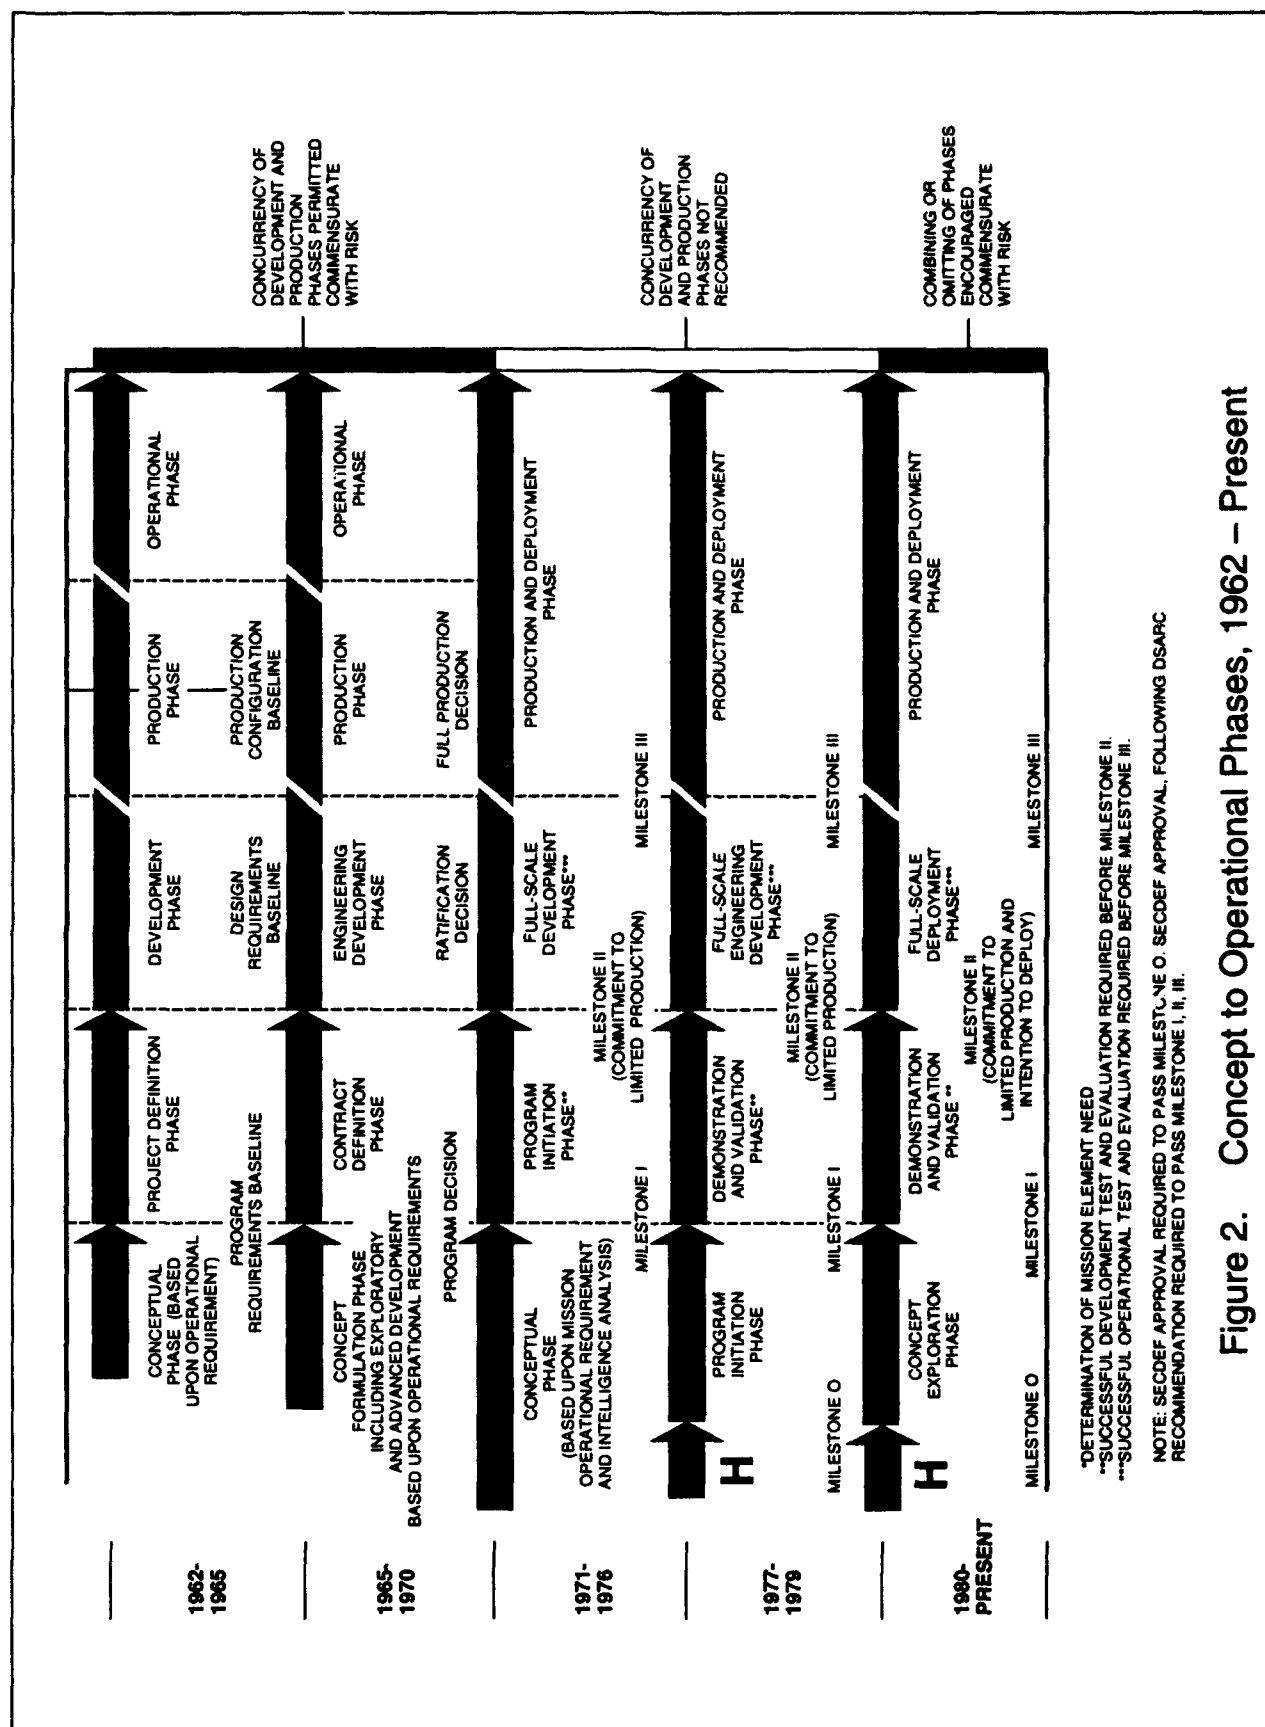 1962-
1965
CONCEPTUAL
PHASE (BASED
UPON OPERATIONAL
REQUIREMENT)
PROJECT DEFINITION
PHASE
DEVELOPMENT
PHASE
PRODUCTION
PHASE
OPERATIONAL
PHASE
PROGRAM
REQUIREMENTS BASELINE
DESIGN
REQUIREMENTS
BASELINE
PRODUCTION
CONFIGURATION
BASELINE
CONCURRENCY OF
DEVELOPMENT AND
PRODUCTION
PHASES PERMITTED
COMMENSURATE
WITH RISK
1965-
1970
CONCEPT
FORMULATION PHASE
INCLUDING EXPLORATORY
AND ADVANCED DEVELOPMENT
BASED UPON OPERATIONAL REQUIREMENTS
CONTRACT
DEFINITION
PHASE
ENGINEERING
DEVELOPMENT
PHASE
PRODUCTION
PHASE
OPERATIONAL
PHASE
PROGRAM DECISION
RATIFICATION
DECISION
FULL PRODUCTION
DECISION
1971-
1976
CONCEPTUAL
PHASE
(BASED UPON MISSION
OPERATIONAL REQUIREMENT
AND INTELLIGENCE ANALYSIS)
PROGRAM
INITIATION
PHASE**
FULL-SCALE
DEVELOPMENT
PHASE***
PRODUCTION AND DEPLOYMENT
PHASE
MILESTONE I
MILESTONE II
(COMMITMENT TO
LIMITED PRODUCTION)
MILESTONE III
CONCURRENCY OF
DEVELOPMENT
AND PRODUCTION
PHASES NOT
RECOMMENDED
1977-
1979
H
PROGRAM
INITIATION
PHASE
DEMONSTRATION
AND VALIDATION
PHASE**
FULL-SCALE
ENGINEERING
DEVELOPMENT
PHASE***
PRODUCTION AND DEPLOYMENT
PHASE
MILESTONE O
MILESTONE I
MILESTONE II
(COMMITMENT TO
LIMITED PRODUCTION)
MILESTONE III
1980-
PRESENT
H
CONCEPT
EXPLORATION
PHASE
DEMONSTRATION
AND VALIDATION
PHASE**
FULL-SCALE
DEPLOYMENT
PHASE***
PRODUCTION AND DEPLOYMENT
PHASE
MILESTONE O
MILESTONE I
MILESTONE II
(COMMITMENT TO
LIMITED PRODUCTION AND
INTENTION TO DEPLOY)
MILESTONE III
COMBINING OR
OMITTING OF PHASES
ENCOURAGED
COMMENSURATE
WITH RISK
*DETERMINATION OF MISSION ELEMENT NEED
**SUCCESSFUL DEVELOPMENT TEST AND EVALUATION REQUIRED BEFORE MILESTONE II.
***SUCCESSFUL OPERATIONAL TEST AND EVALUATION REQUIRED BEFORE MILESTONE III.
NOTE: SECDEF APPROVAL REQUIRED TO PASS MILESTONE O. SECDEF APPROVAL, FOLLOWING DSARC
RECOMMENDATION REQUIRED TO PASS MILESTONE I, II, III.
Figure 2. Concept to Operational Phases, 1962 – Present